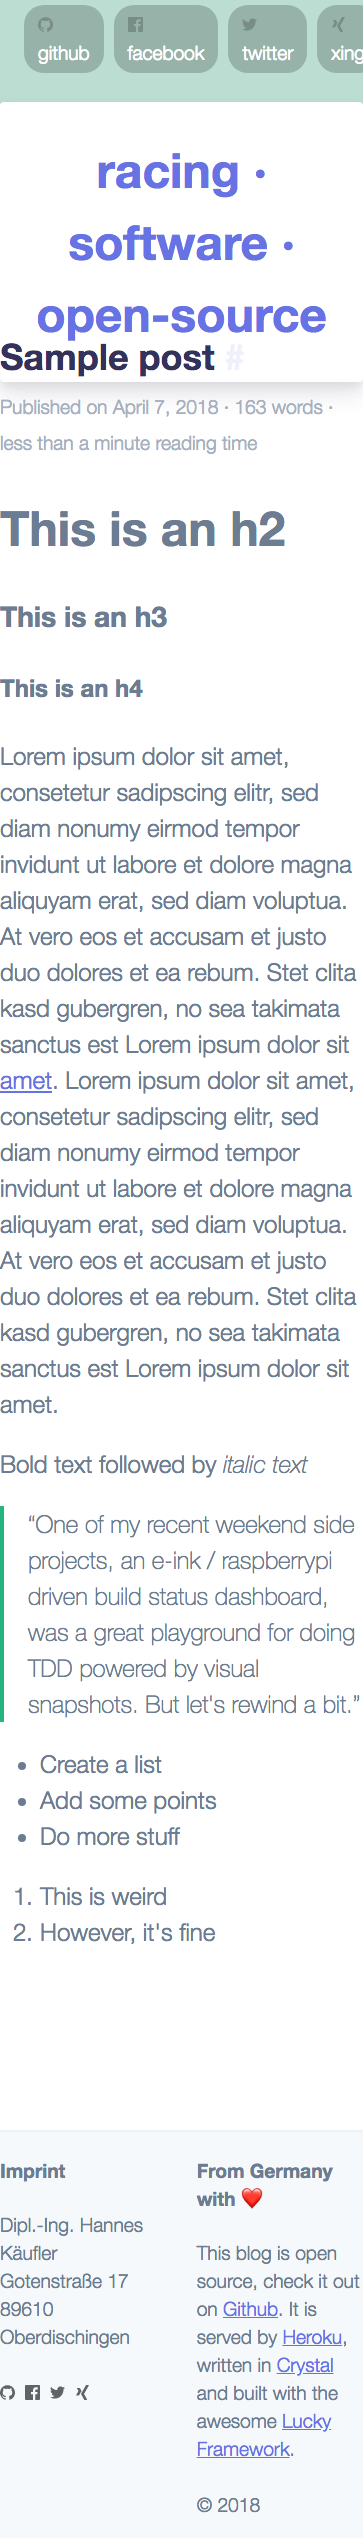 github facebook twitter xing
racing ·
software ·
open-source
Sample post #
Published on April 7, 2018 · 163 words ·
less than a minute reading time
This is an h2
This is an h3
This is an h4
Lorem ipsum dolor sit amet,
consetetur sadipscing elitr, sed
diam nonumy eirmod tempor
invidunt ut labore et dolore magna
aliquyam erat, sed diam voluptua.
At vero eos et accusam et justo
duo dolores et ea rebum. Stet clita
kasd gubergren, no sea takimata
sanctus est Lorem ipsum dolor sit
amet. Lorem ipsum dolor sit amet,
consetetur sadipscing elitr, sed
diam nonumy eirmod tempor
invidunt ut labore et dolore magna
aliquyam erat, sed diam voluptua.
At vero eos et accusam et justo
duo dolores et ea rebum. Stet clita
kasd gubergren, no sea takimata
sanctus est Lorem ipsum dolor sit
amet.
Bold text followed by italic text
“One of my recent weekend side
projects, an e-ink / raspberrypi
driven build status dashboard,
was a great playground for doing
TDD powered by visual
snapshots. But let's rewind a bit.”
• Create a list
• Add some points
• Do more stuff
1. This is weird
2. However, it's fine
Imprint
Dipl.-Ing. Hannes
Käufler
Gotenstraße 17
89610
Oberdischingen
From Germany
with ❤️
This blog is open
source, check it out
on Github. It is
served by Heroku,
written in Crystal
and built with the
awesome Lucky
Framework.
© 2018